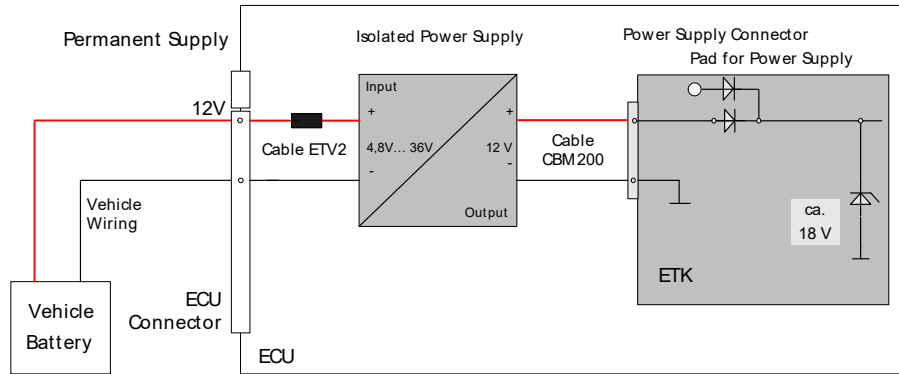 Permanent Supply
Isolated Power Supply
Power Supply Connector
Pad for Power Supply
12V
Input
+
+
Cable ETV2
4,8V... 36V
12 V
-
-
Output
Cable
CBM200
Vehicle
Wiring
ca.
18 V
ETK
Vehicle
Battery
ECU
Connector
ECU